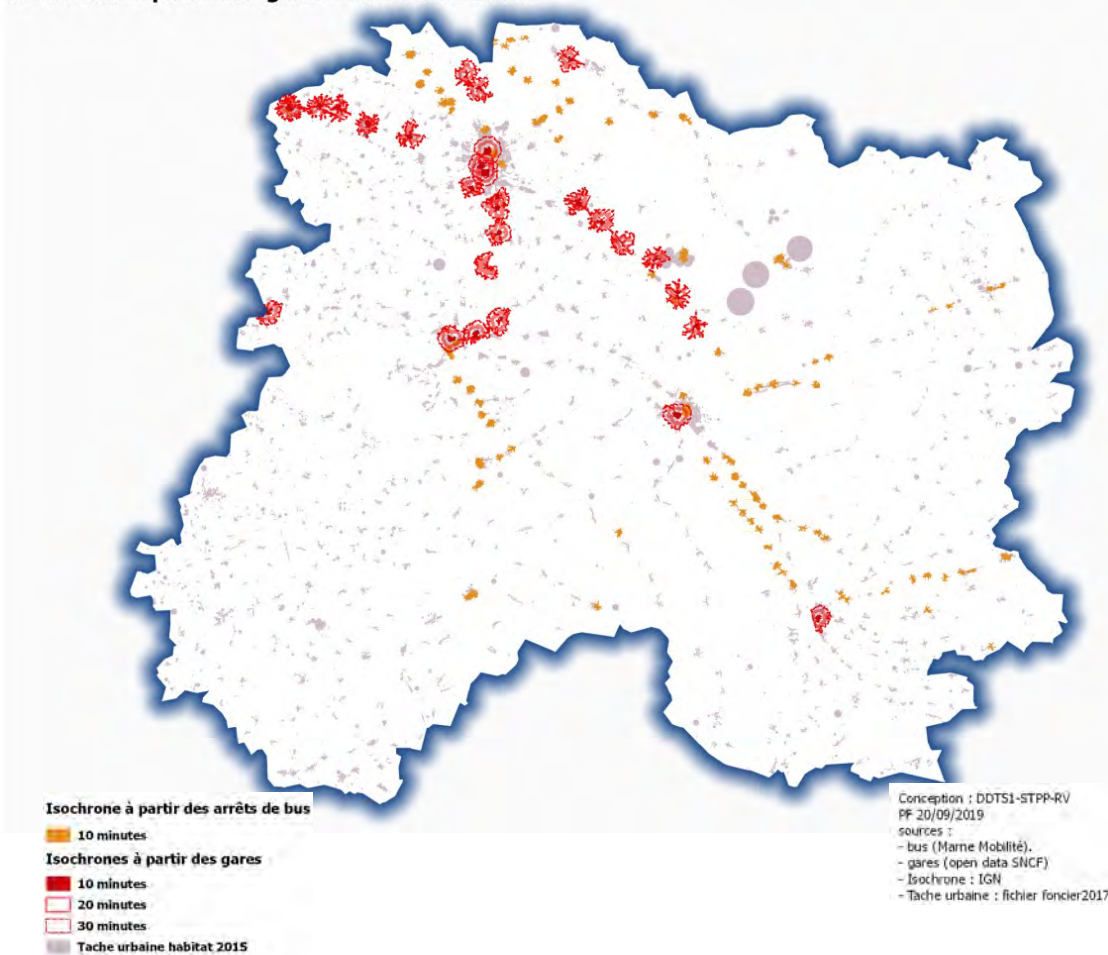 Isochrone à partir des arrêts de bus
10 minutes
Isochrones à partir des gares
10 minutes
20 minutes
30 minutes
Tache urbaine habitat 2015
Conception : DDT51-STPP-RV
PF 20/09/2019
sources :
- bus (Marne Mobilité).
- gares (open data SNCF)
- Isochrone : IGN
- Tache urbaine : fichier foncier2017